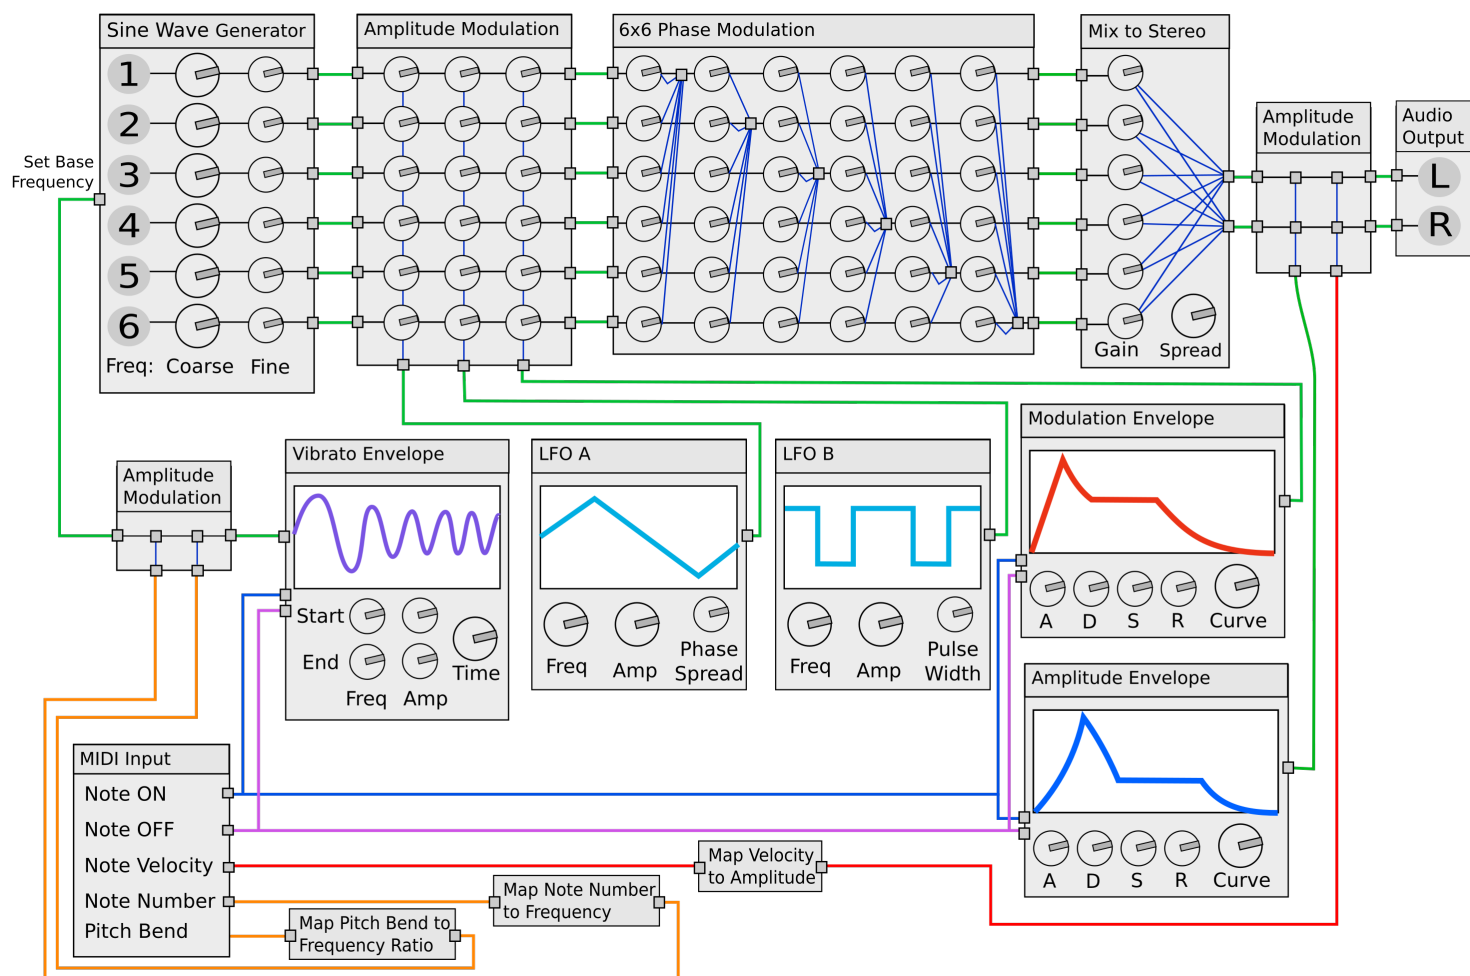 Sine Wave Generator
1
2
3
4
5
6
Freq: Coarse Fine
Set Base
Frequency
Amplitude Modulation
6x6 Phase Modulation
Mix to Stereo
Gain Spread
Amplitude
Modulation
Audio
Output
L
R
Amplitude
Modulation
Vibrato Envelope
Start
End
Time
Freq Amp
LFO A
Freq Amp
Phase
Spread
LFO B
Freq Amp
Pulse
Width
Modulation Envelope
A D S R Curve
Amplitude Envelope
A D S R Curve
MIDI Input
Note ON
Note OFF
Note Velocity
Note Number
Pitch Bend
Map Velocity
to Amplitude
Map Note Number
to Frequency
Map Pitch Bend to
Frequency Ratio